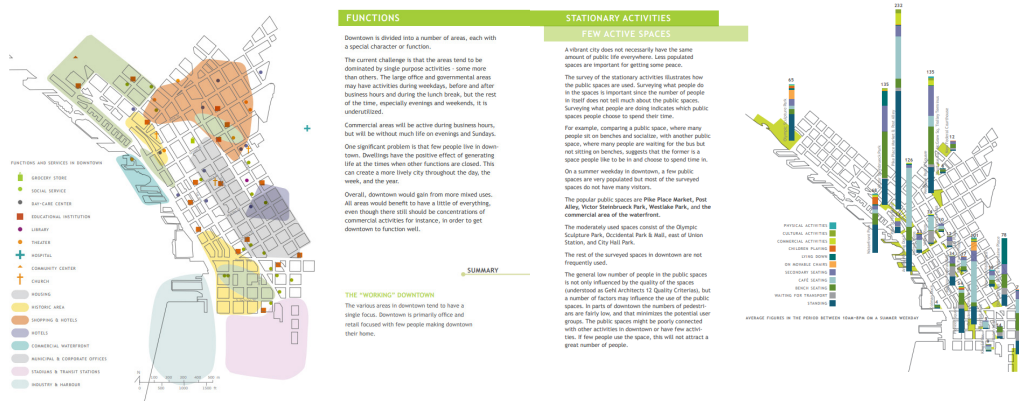 FUNCTIONS AND SERVICES IN DOWNTOWN
GROCERY STORE
SOCIAL SERVICE
DAY-CARE CENTER
EDUCATIONAL INSTITUTION
LIBRARY
THEATER
HOSPITAL
COMMUNITY CENTER
CHURCH
HOUSING
HISTORIC AREA
SHOPPING & HOTELS
HOTELS
COMMERCIAL WATERFRONT
MUNICIPAL & CORPORATE OFFICES
STADIUMS & TRANSIT STATIONS
INDUSTRY & HARBOUR
FUNCTIONS
Downtown is divided into a number of areas, each with
a special character or function.
The current challenge is that the areas tend to be
dominated by single purpose activities - some more
than others. The large office and governmental areas
may have activities during weekdays, before and after
business hours and during the lunch break, but the rest
of the time, especially evenings and weekends, it is
underutilized.
Commercial areas will be active during business hours,
but will be without much life on evenings and Sundays.
One significant problem is that few people live in down-
town. Dwellings have the positive effect of generating
life at the times when other functions are closed. This
can create a more lively city throughout the day, the
week, and the year.
Overall, downtown would gain from more mixed uses.
All areas would benefit to have a little of everything,
even though there still should be concentrations of
commercial activities for instance, in order to get
downtown to function well.
SUMMARY
THE "WORKING" DOWNTOWN
The various areas in downtown tend to have a
single focus. Downtown is primarily office and
retail focused with few people making downtown
their home.
STATIONARY ACTIVITIES
FEW ACTIVE SPACES
A vibrant city does not necessarily have the same
amount of public life everywhere. Less populated
spaces are important for getting some peace.
The survey of the stationary activities illustrates how
the public spaces are used. Surveying what people do
in the spaces is important since the number of people
in itself does not tell much about the public spaces.
Surveying what people are doing indicates which public
spaces people choose to spend their time.
For example, comparing a public space, where many
people sit on benches and socialize, with another public
space, where many people are waiting for the bus but
not sitting on benches, suggests that the former is a
space people like to be in and choose to spend time in.
On a summer weekday in downtown, a few public
spaces are very populated but most of the surveyed
spaces do not have many visitors.
The popular public spaces are Pike Place Market, Post
Alley, Victor Steinbrueck Park, Westlake Park, and the
commercial area of the waterfront.
The moderately used spaces consist of the Olympic
Sculpture Park, Occidental Park & Mall, east of Union
Station, and City Hall Park.
The rest of the surveyed spaces in downtown are not
frequently used.
The general low number of people in the public spaces
is not only influenced by the quality of the spaces
(understood as Gehl Architects 12 Quality Criterias), but
a number of factors may influence the use of the public
spaces. In parts of downtown the numbers of pedestri-
ans are fairly low, and that minimizes the potential user
groups. The public spaces might be poorly connected
with other activities in downtown or have few activi-
ties. If few people use the space, this will not attract a
great number of people.
232
65
135
135
12
126
78
PHYSICAL ACTIVITIES
CULTURAL ACTIVITIES
COMMERCIAL ACTIVITIES
CHILDREN PLAYING
LYING DOWN
ON MOVABLE CHAIRS
SECONDARY SEATING
CAFÉ SEATING
BENCH SEATING
WAITING FOR TRANSPORT
STANDING
AVERAGE FIGURES IN THE PERIOD BETWEEN 10AM-8PM ON A SUMMER WEEKDAY